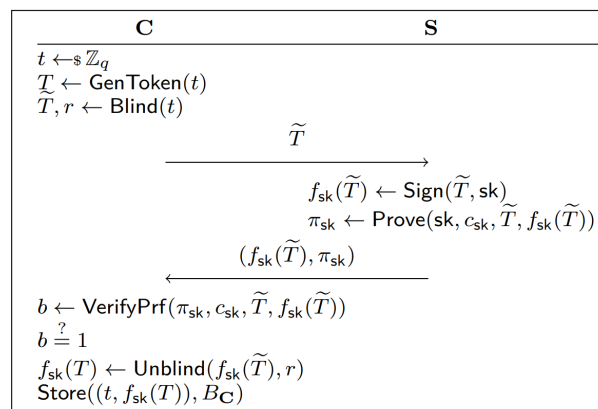 C S
t ←$ ℤq
T ← GenToken(t)
T̃, r ← Blind(t)
T̃
fsk(T̃) ← Sign(T̃, sk)
πsk ← Prove(sk, csk, T̃, fsk(T̃))
(fsk(T̃), πsk)
b ← VerifyPrf(πsk, csk, T̃, fsk(T̃))
b ≟ 1
fsk(T) ← Unblind(fsk(T̃), r)
Store((t, fsk(T)), BC)